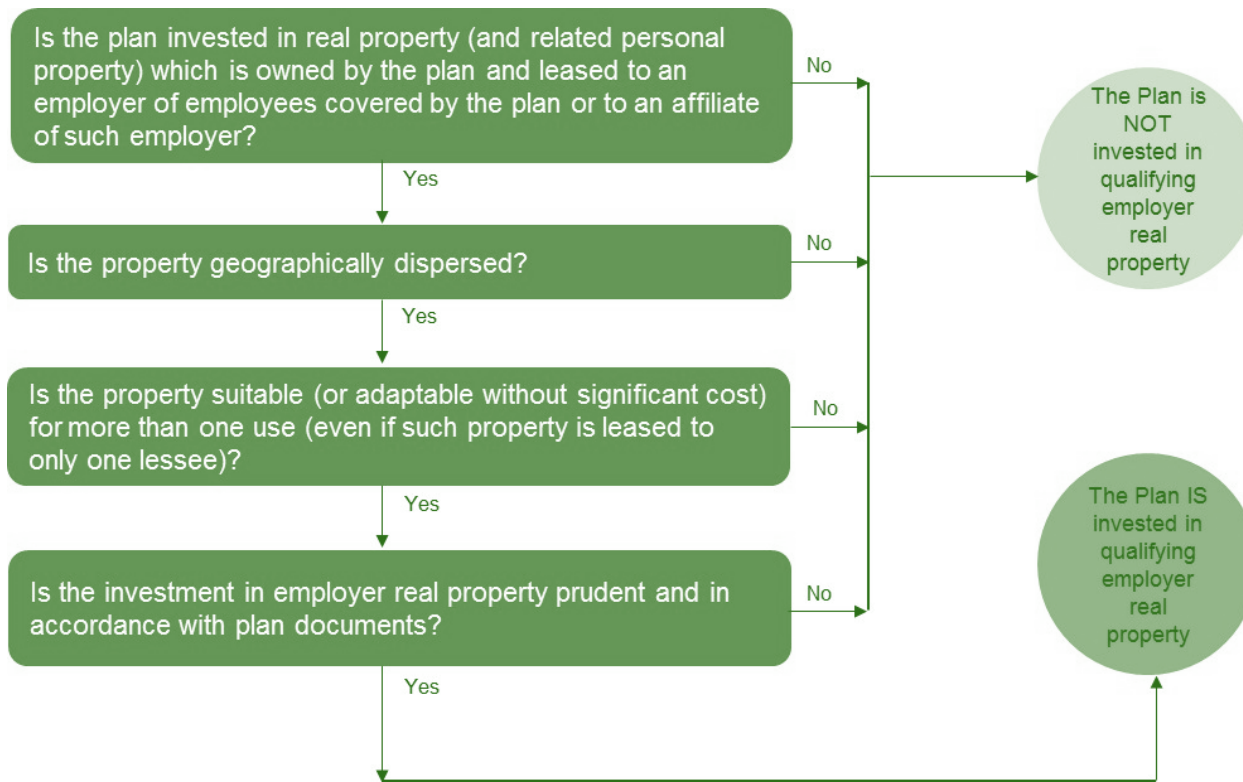 Is the plan invested in real property (and related personal
property) which is owned by the plan and leased to an
employer of employees covered by the plan or to an affiliate
of such employer?
No
Yes
The Plan is
NOT
invested in
qualifying
employer
real
property
Is the property geographically dispersed?
No
Yes
Is the property suitable (or adaptable without significant cost)
for more than one use (even if such property is leased to
only one lessee)?
No
Yes
The Plan IS
invested in
qualifying
employer
real
property
Is the investment in employer real property prudent and in
accordance with plan documents?
No
Yes